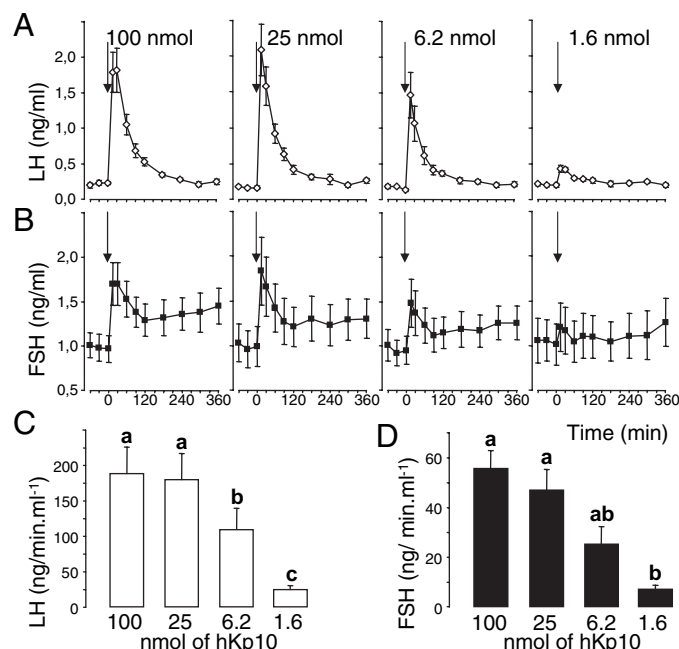 A
100 nmol 25 nmol 6.2 nmol 1.6 nmol
LH (ng/ml)
2,0
1,5
1,0
0,5
0,0
B
FSH (ng/ml)
2,0
1,5
1,0
0,5
0 120 240 360 0 120 240 360 0 120 240 360 0 120 240 360
Time (min)
C
LH (ng/min.ml⁻¹)
200
150
100
75
50
25
0
a a b c
100 25 6.2 1.6
nmol of hKp10
D
FSH (ng/ min.ml⁻¹)
60
40
20
0
a a ab b
100 25 6.2 1.6
nmol of hKp10